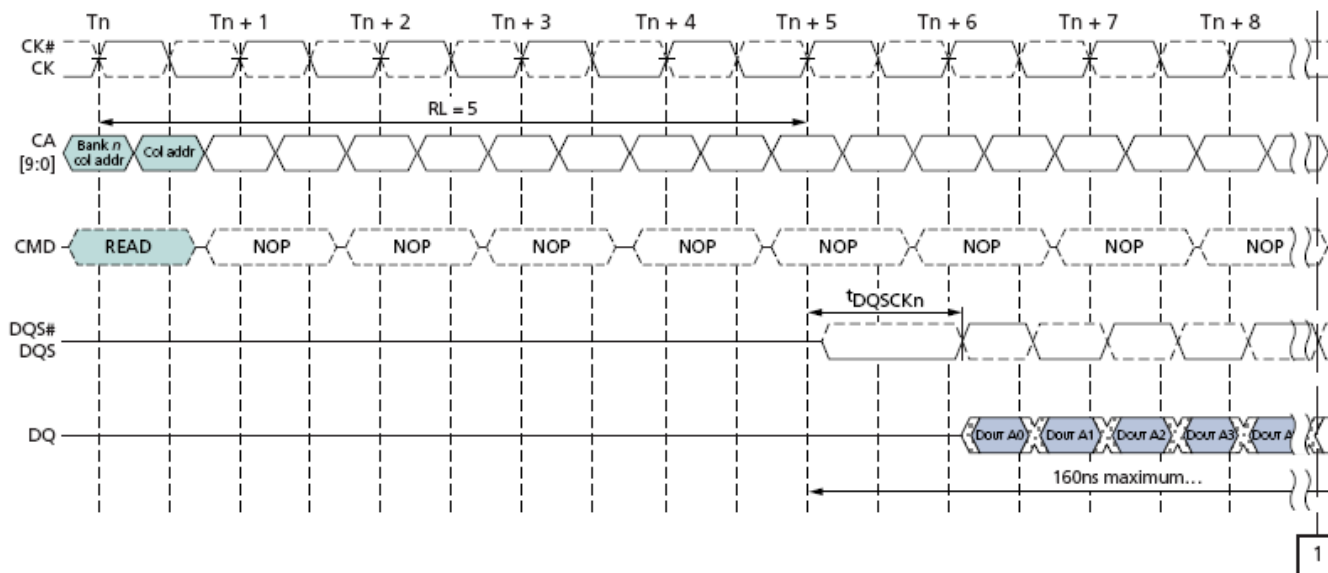 Tn Tn + 1 Tn + 2 Tn + 3 Tn + 4 Tn + 5 Tn + 6 Tn + 7 Tn + 8
CK#
CK
RL = 5
CA
[9:0]
Bank n
col addr
Col addr
CMD READ NOP NOP NOP NOP NOP NOP NOP NOP
tDQSCKn
DQS#
DQS
DQ DOUT A0 DOUT A1 DOUT A2 DOUT A3 DOUT A
160ns maximum…
1